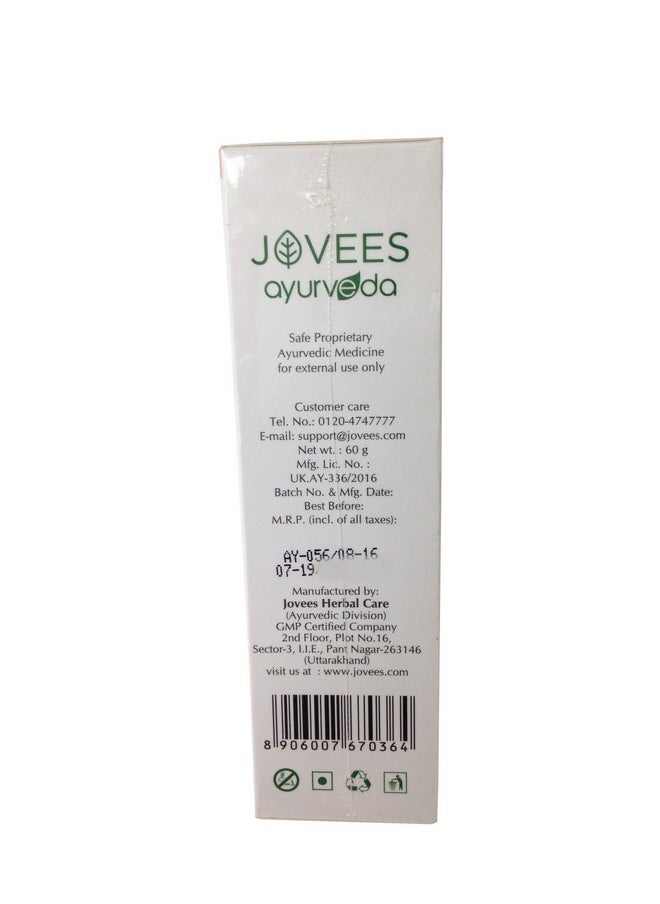 JOVEES
ayurveda
Safe Proprietary
Ayurvedic Medicine
for external use only
Customer care
Tel. No.: 0120-4747777
E-mail: support@jovees.com
Net wt. : 60 g
Mfg. Lic. No. :
UK.AY-336/2016
Batch No. & Mfg. Date:
Best Before:
M.R.P. (incl. of all taxes):
AY-056/08-16
07-19
Manufactured by:
Jovees Herbal Care
(Ayurvedic Division)
GMP Certified Company
2nd Floor, Plot No.16,
Sector-3, I.I.E., Pant Nagar-263146
(Uttarakhand)
visit us at : www.jovees.com
8 906007 670364